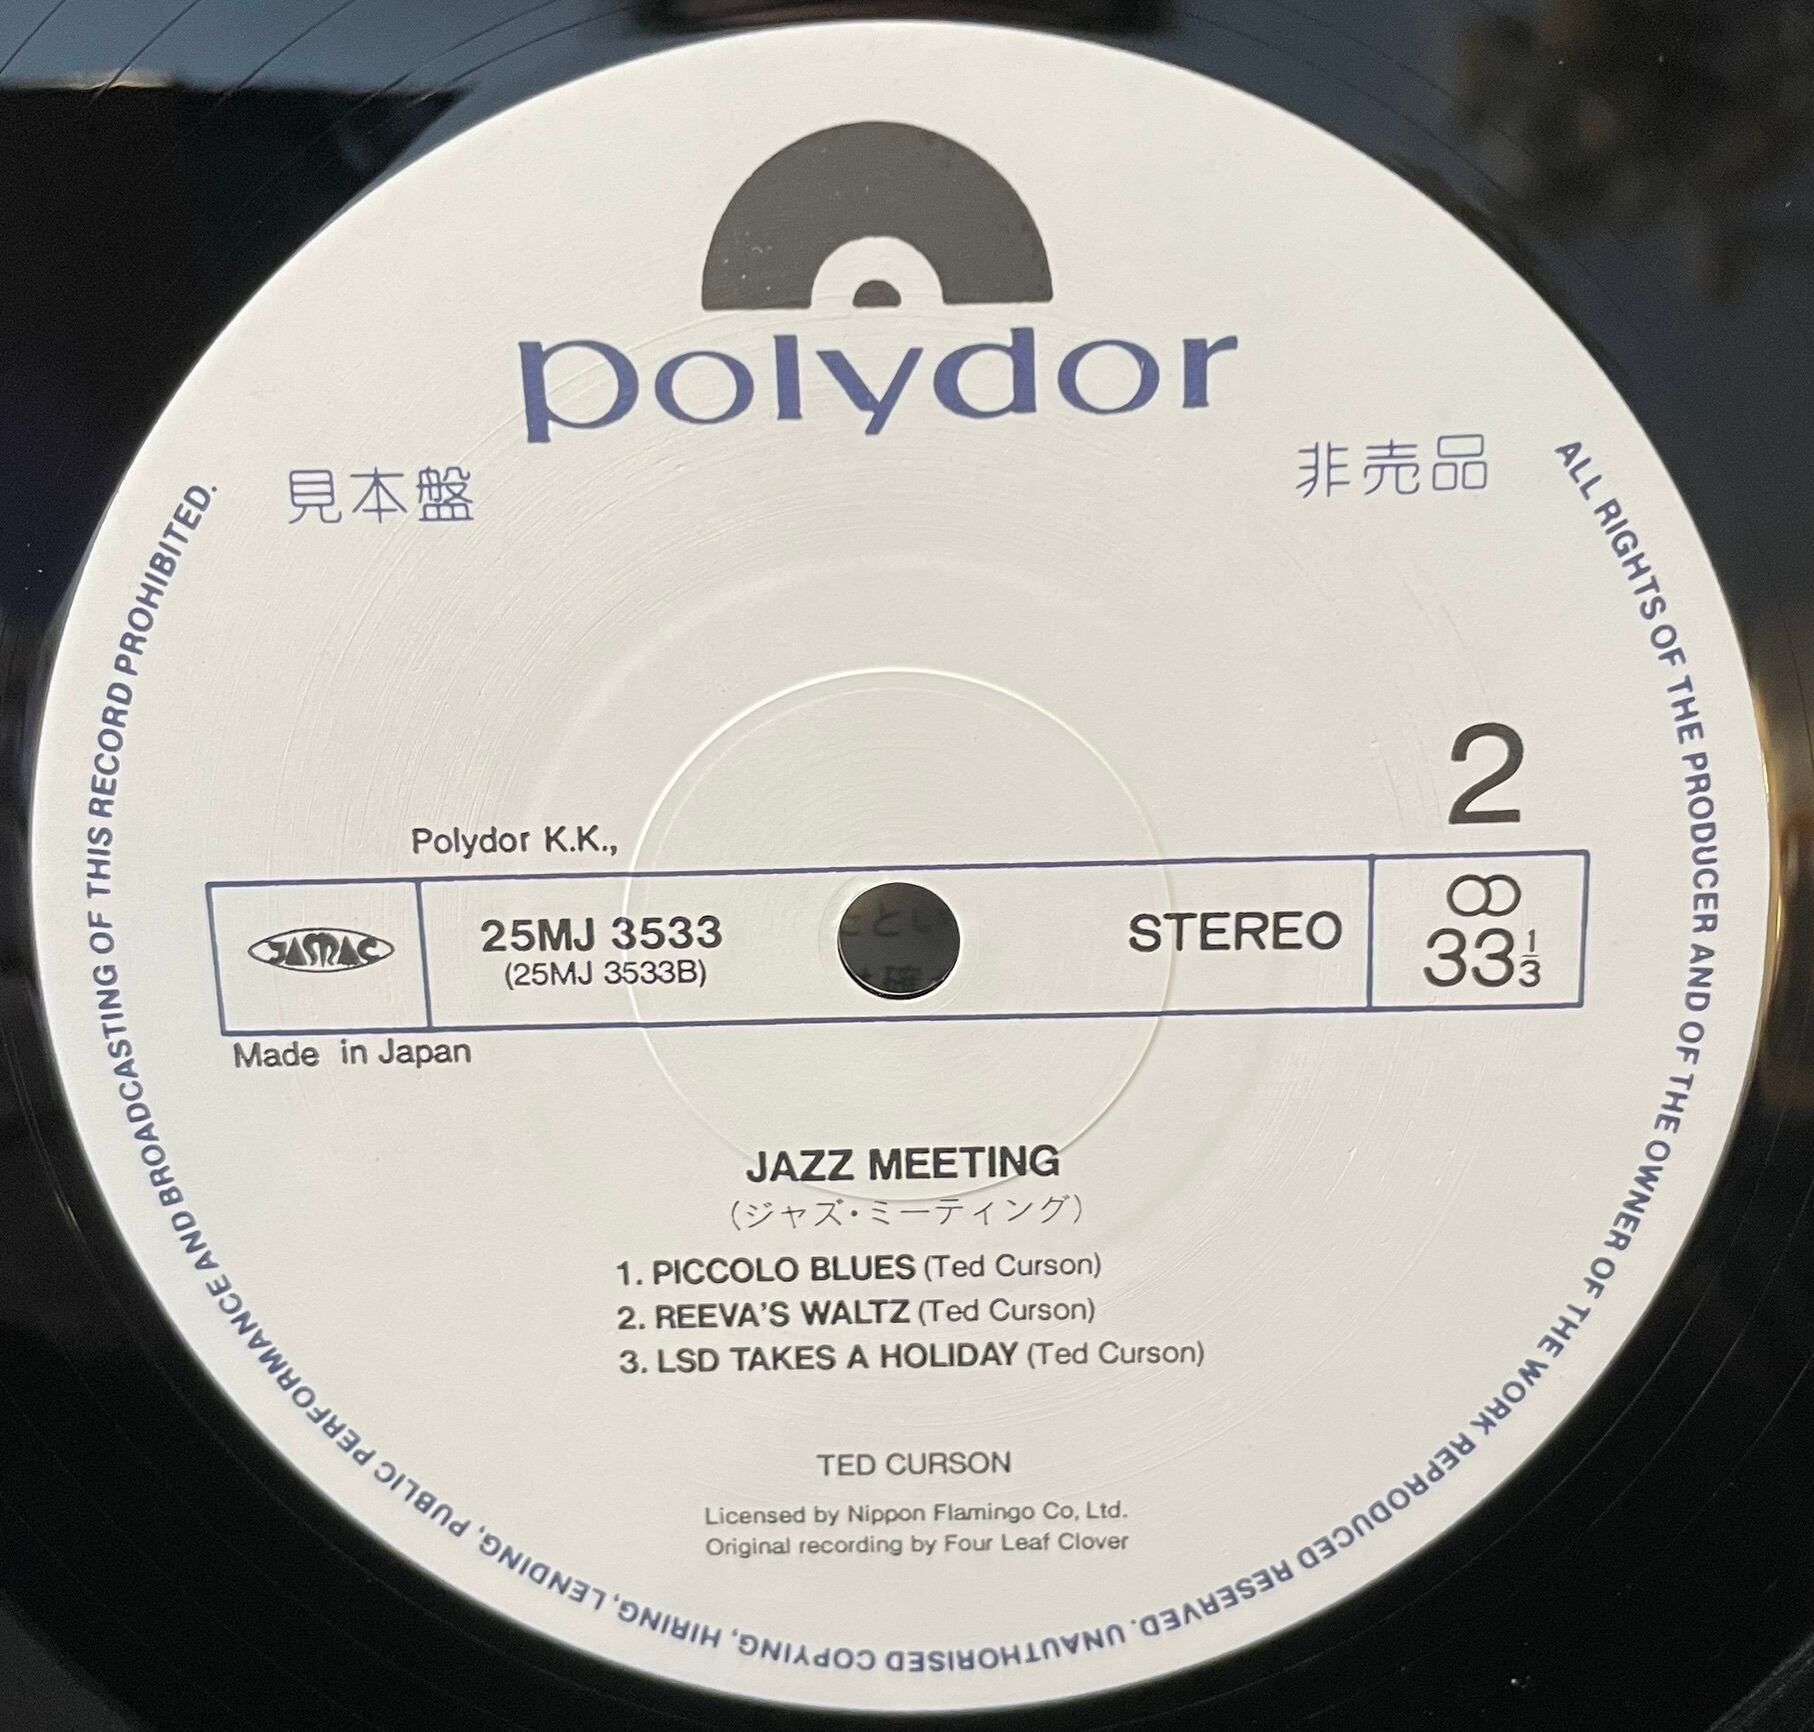 polydor
見本盤
非売品
2
Polydor K.K.,
JASRAC
25MJ 3533
(25MJ 3533B)
STEREO
33⅓
Made in Japan
JAZZ MEETING
(ジャズ・ミーティング)
1. PICCOLO BLUES (Ted Curson)
2. REEVA'S WALTZ (Ted Curson)
3. LSD TAKES A HOLIDAY (Ted Curson)
TED CURSON
Licensed by Nippon Flamingo Co, Ltd.
Original recording by Four Leaf Clover
ALL RIGHTS OF THE PRODUCER AND OF THE OWNER OF THE WORK REPRODUCED RESERVED. UNAUTHORISED COPYING, HIRING, LENDING, PUBLIC PERFORMANCE AND BROADCASTING OF THIS RECORD PROHIBITED.